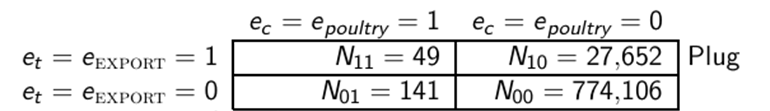 e_c = e_poultry = 1 e_c = e_poultry = 0
e_t = e_EXPORT = 1 N_11 = 49 N_10 = 27,652 Plug
e_t = e_EXPORT = 0 N_01 = 141 N_00 = 774,106